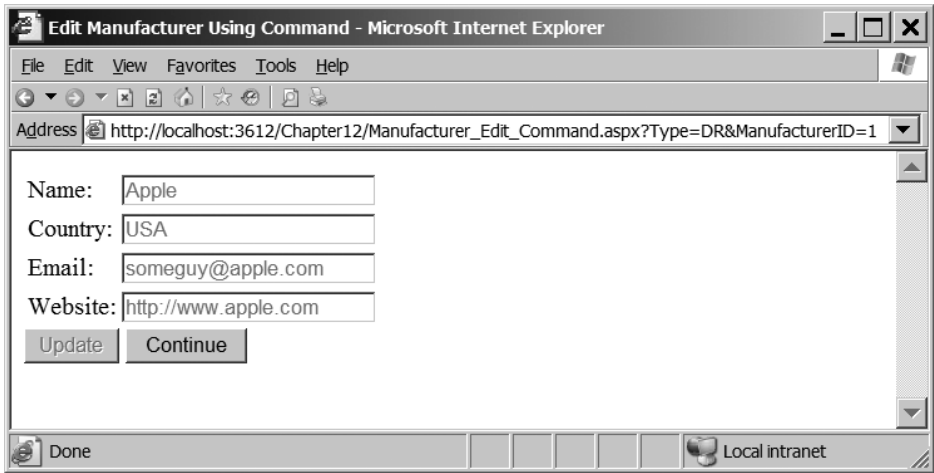 Edit Manufacturer Using Command - Microsoft Internet Explorer
File Edit View Favorites Tools Help
Address http://localhost:3612/Chapter12/Manufacturer_Edit_Command.aspx?Type=DR&ManufacturerID=1
Name: Apple
Country: USA
Email: someguy@apple.com
Website: http://www.apple.com
Update Continue
Done Local intranet